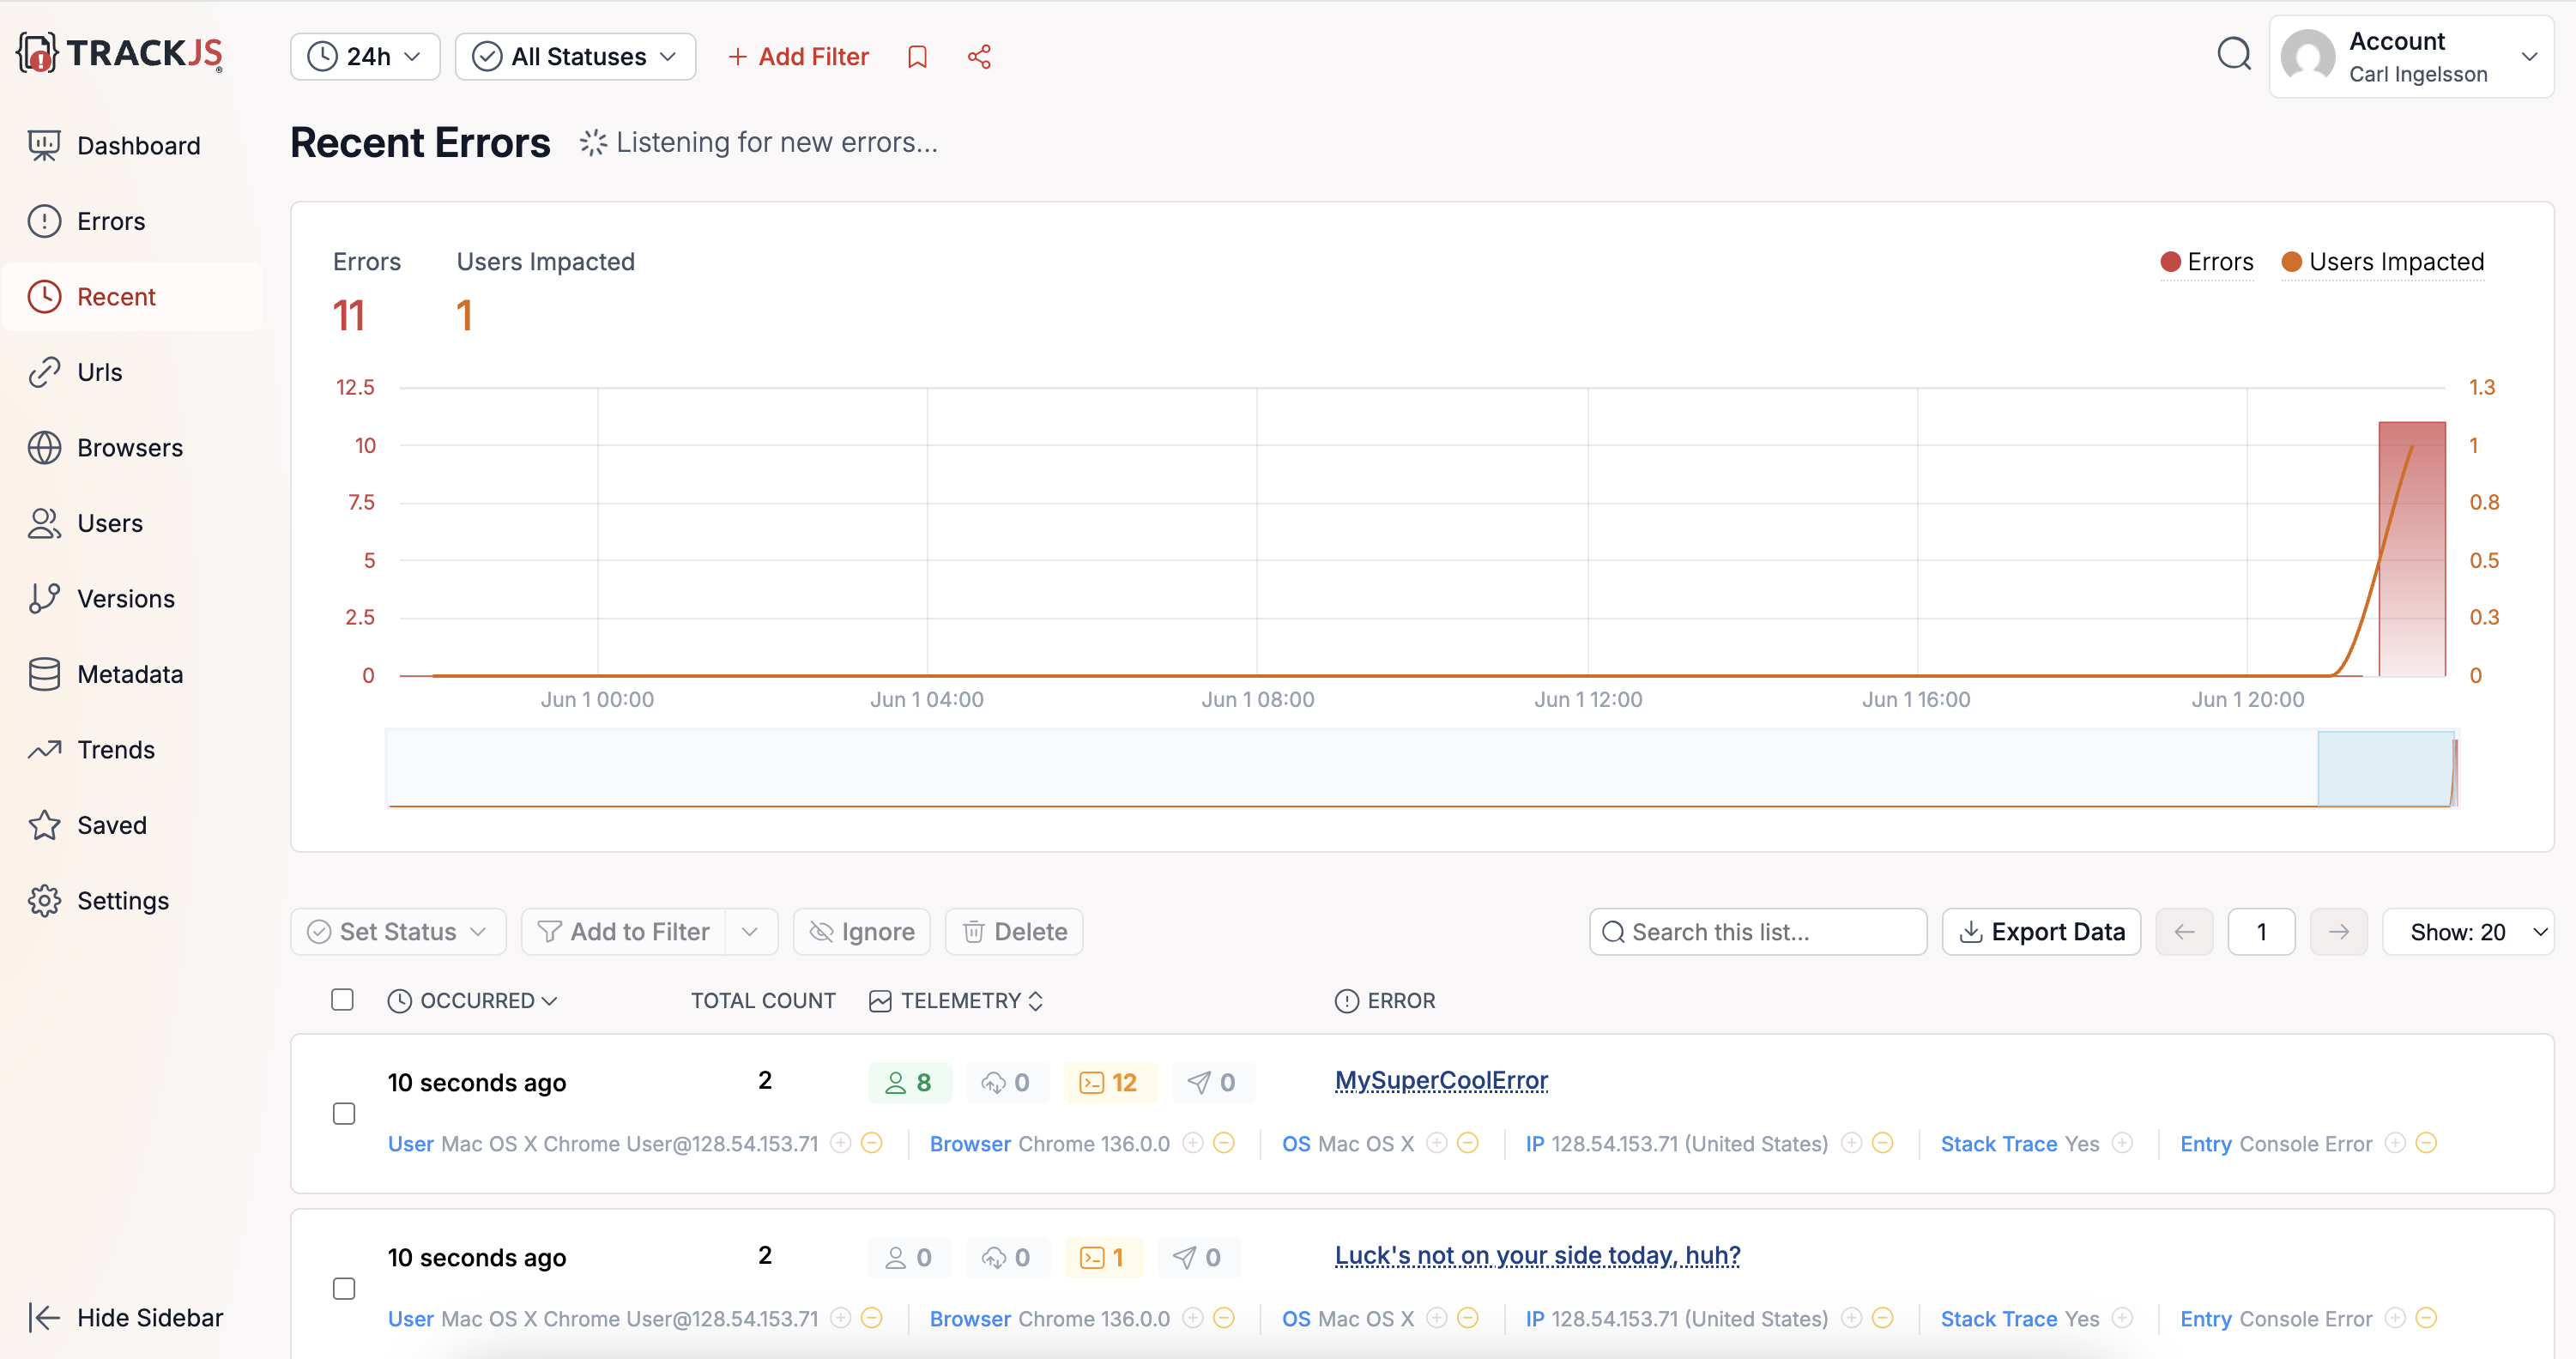 TRACKJS
24h
All Statuses
+ Add Filter
Account
Carl Ingelsson
Dashboard
Errors
Recent
Urls
Browsers
Users
Versions
Metadata
Trends
Saved
Settings
Hide Sidebar
Recent Errors
Listening for new errors...
Errors
Users Impacted
11
1
Errors
Users Impacted
12.5
10
7.5
5
2.5
0
1.3
1
0.8
0.5
0.3
0
Jun 1 00:00
Jun 1 04:00
Jun 1 08:00
Jun 1 12:00
Jun 1 16:00
Jun 1 20:00
Set Status
Add to Filter
Ignore
Delete
Search this list...
Export Data
1
Show: 20
OCCURRED
TOTAL COUNT
TELEMETRY
ERROR
10 seconds ago
2
8
0
12
0
MySuperCoolError
User Mac OS X Chrome User@128.54.153.71
Browser Chrome 136.0.0
OS Mac OS X
IP 128.54.153.71 (United States)
Stack Trace Yes
Entry Console Error
10 seconds ago
2
0
0
1
0
Luck's not on your side today, huh?
User Mac OS X Chrome User@128.54.153.71
Browser Chrome 136.0.0
OS Mac OS X
IP 128.54.153.71 (United States)
Stack Trace Yes
Entry Console Error